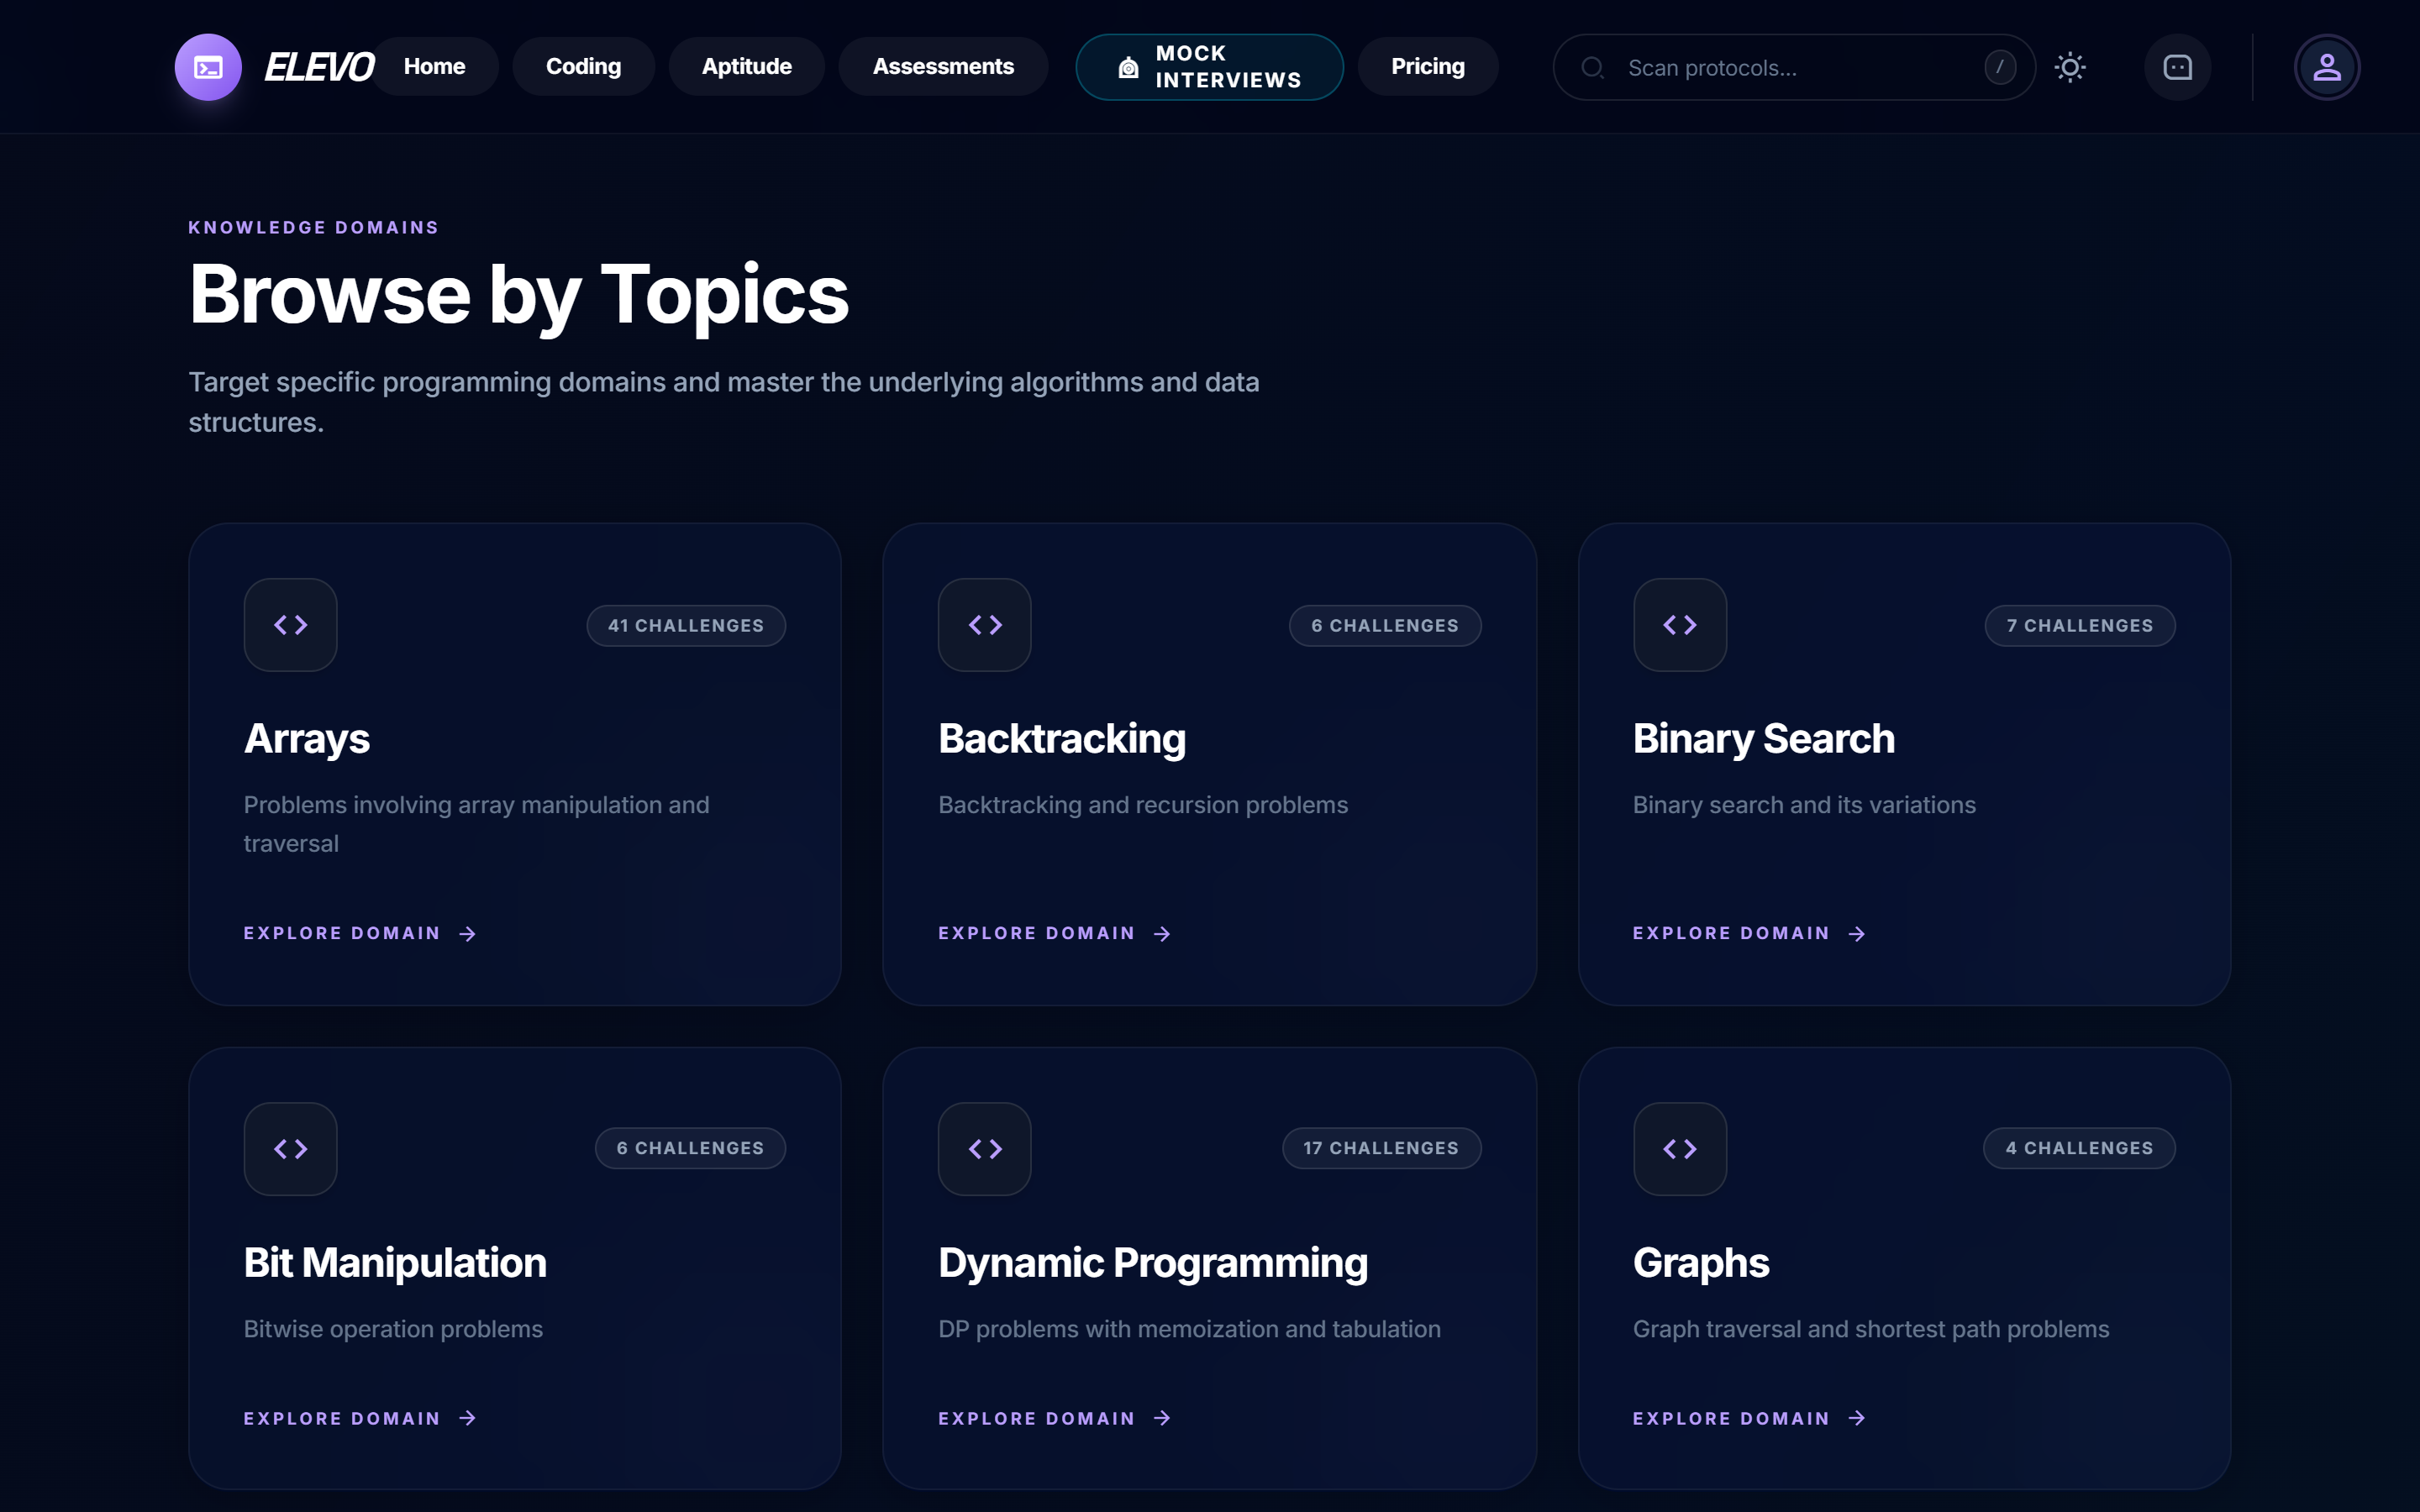 ELEVO
Home
Coding
Aptitude
Assessments
MOCK
INTERVIEWS
Pricing
Scan protocols...
/
KNOWLEDGE DOMAINS
Browse by Topics
Target specific programming domains and master the underlying algorithms and data
structures.
41 CHALLENGES
Arrays
Problems involving array manipulation and
traversal
EXPLORE DOMAIN
6 CHALLENGES
Backtracking
Backtracking and recursion problems
EXPLORE DOMAIN
7 CHALLENGES
Binary Search
Binary search and its variations
EXPLORE DOMAIN
6 CHALLENGES
Bit Manipulation
Bitwise operation problems
EXPLORE DOMAIN
17 CHALLENGES
Dynamic Programming
DP problems with memoization and tabulation
EXPLORE DOMAIN
4 CHALLENGES
Graphs
Graph traversal and shortest path problems
EXPLORE DOMAIN